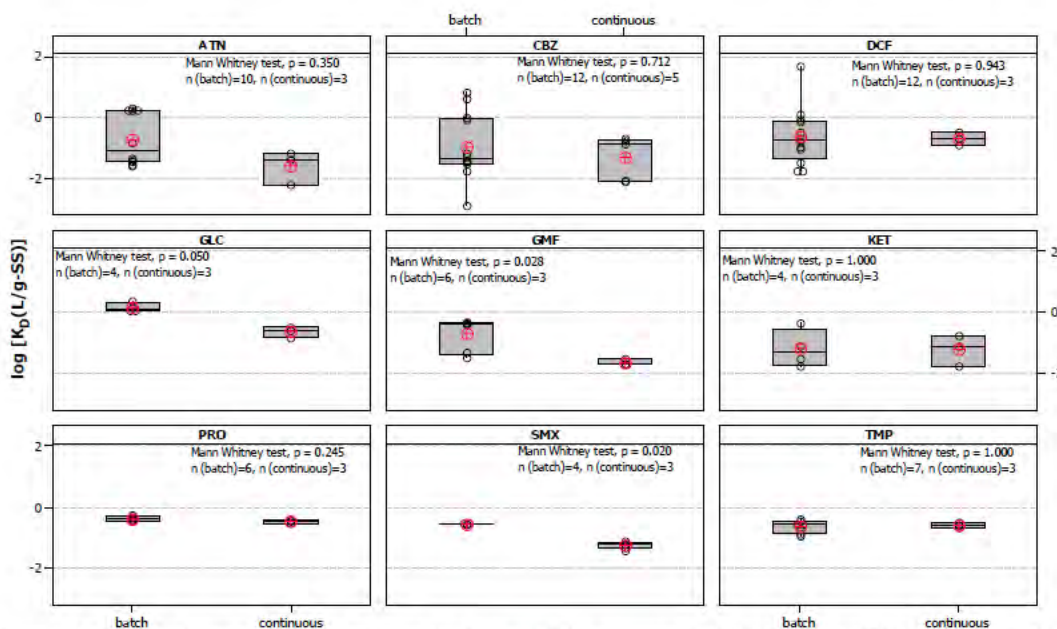 batch continuous
ATN CBZ DCF
2
Mann Whitney test, p = 0.350
n (batch)=10, n (continuous)=3
Mann Whitney test, p = 0.712
n (batch)=12, n (continuous)=5
Mann Whitney test, p = 0.943
n (batch)=12, n (continuous)=3
0
-2
log [K_D(L/g-SS)]
GLC GMF KET
Mann Whitney test, p = 0.050
n (batch)=4, n (continuous)=3
Mann Whitney test, p = 0.028
n (batch)=6, n (continuous)=3
Mann Whitney test, p = 1.000
n (batch)=4, n (continuous)=3
2
0
-2
PRO SMX TMP
2
Mann Whitney test, p = 0.245
n (batch)=6, n (continuous)=3
Mann Whitney test, p = 0.020
n (batch)=4, n (continuous)=3
Mann Whitney test, p = 1.000
n (batch)=7, n (continuous)=3
0
-2
batch continuous batch continuous